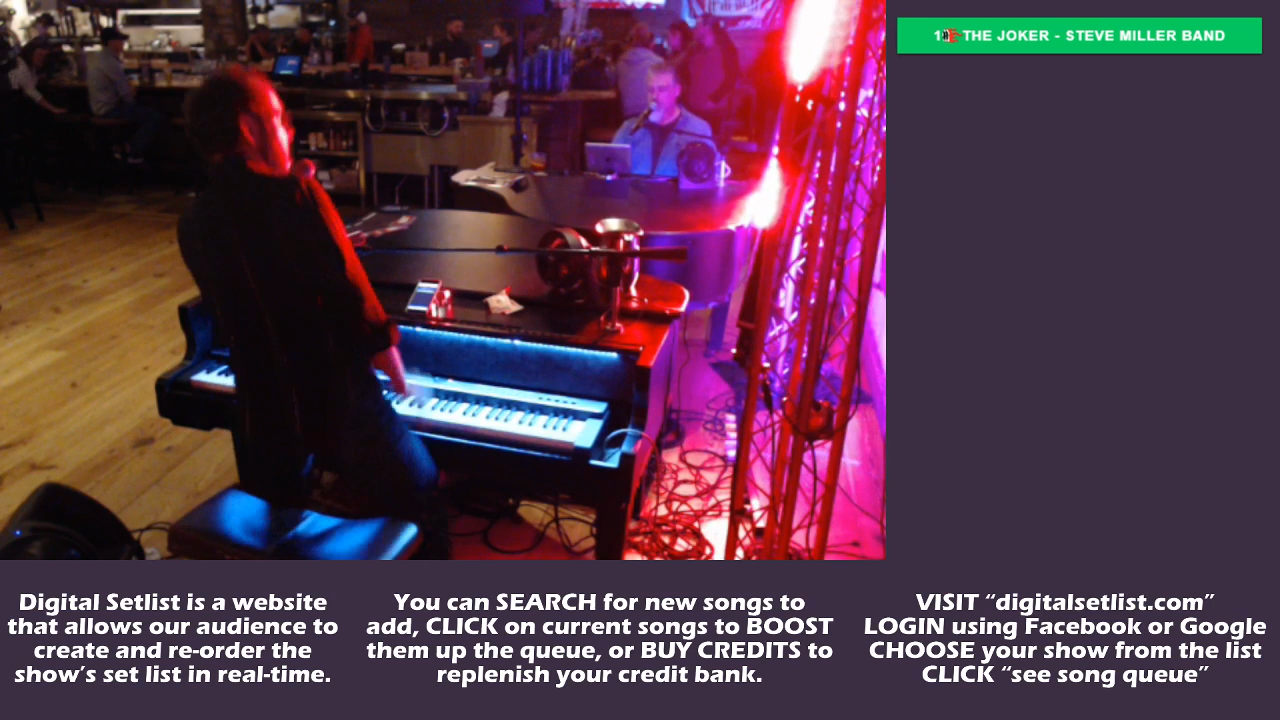 THE JOKER - STEVE MILLER BAND
Digital Setlist is a website
that allows our audience to
create and re-order the
show's set list in real-time.
You can SEARCH for new songs to
add, CLICK on current songs to BOOST
them up the queue, or BUY CREDITS to
replenish your credit bank.
VISIT “digitalsetlist.com”
LOGIN using Facebook or Google
CHOOSE your show from the list
CLICK “see song queue”